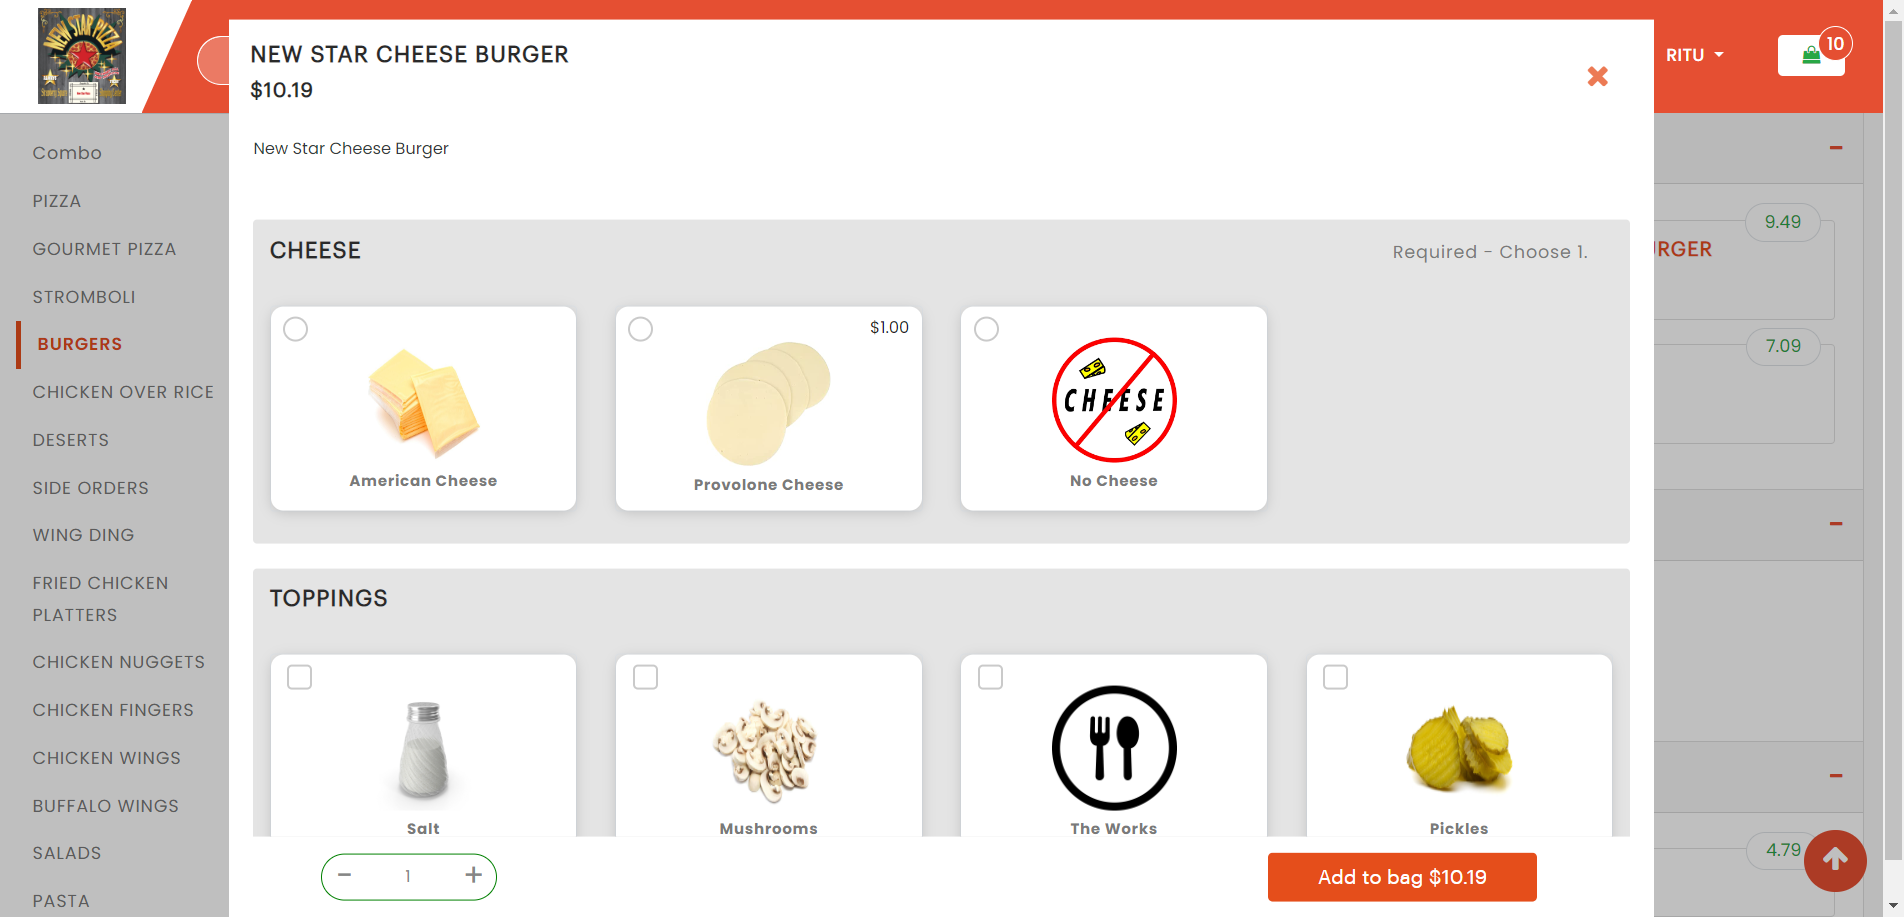 NEW STAR PIZZA
RITU
10
NEW STAR CHEESE BURGER
$10.19
New Star Cheese Burger
Combo
PIZZA
GOURMET PIZZA
STROMBOLI
BURGERS
CHICKEN OVER RICE
DESERTS
SIDE ORDERS
WING DING
FRIED CHICKEN
PLATTERS
CHICKEN NUGGETS
CHICKEN FINGERS
CHICKEN WINGS
BUFFALO WINGS
SALADS
PASTA
CHEESE
Required - Choose 1.
$1.00
CHEESE
American Cheese
Provolone Cheese
No Cheese
TOPPINGS
Salt
Mushrooms
The Works
Pickles
1
Add to bag $10.19
9.49
RGER
7.09
4.79